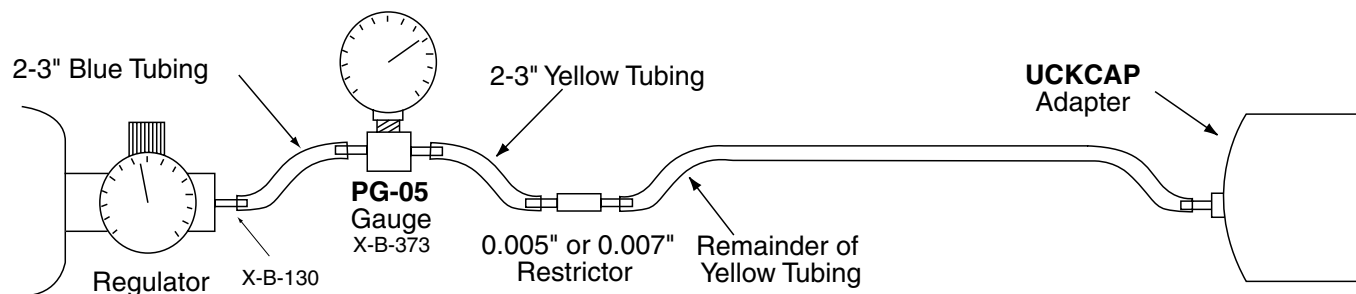 2-3" Blue Tubing
2-3" Yellow Tubing
UCKCAP
Adapter
PG-05
Gauge
X-B-373
0.005" or 0.007"
Restrictor
Remainder of
Yellow Tubing
Regulator
X-B-130